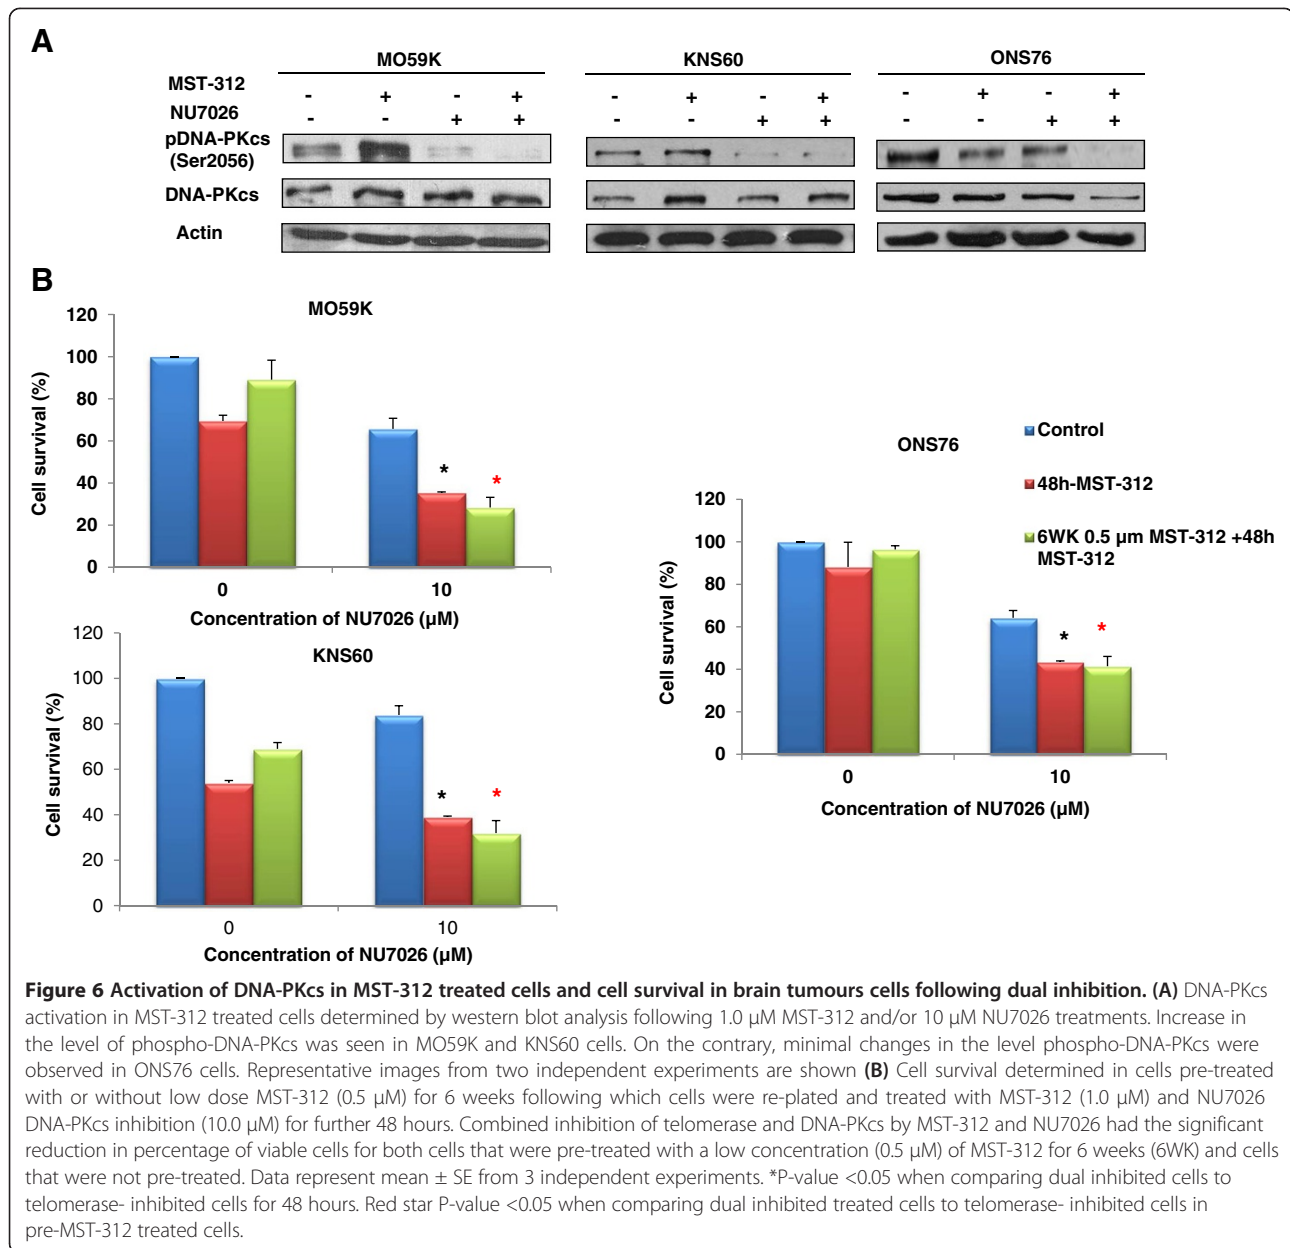 A
MO59K KNS60 ONS76
MST-312 - + - + - + - + - + - +
NU7026 - - + + - - + + - - + +
pDNA-PKcs
(Ser2056)
DNA-PKcs
Actin
B
MO59K
120
100
80
60
40
20
0
Cell survival (%)
0 10
Concentration of NU7026 (µM)
* *
KNS60
120
100
80
60
40
20
0
Cell survival (%)
0 10
Concentration of NU7026 (µM)
* *
ONS76
120
100
80
60
40
20
0
Cell survival (%)
0 10
Concentration of NU7026 (µM)
* *
Control
48h-MST-312
6WK 0.5 µm MST-312 +48h
MST-312
Figure 6 Activation of DNA-PKcs in MST-312 treated cells and cell survival in brain tumours cells following dual inhibition. (A) DNA-PKcs
activation in MST-312 treated cells determined by western blot analysis following 1.0 µM MST-312 and/or 10 µM NU7026 treatments. Increase in
the level of phospho-DNA-PKcs was seen in MO59K and KNS60 cells. On the contrary, minimal changes in the level phospho-DNA-PKcs were
observed in ONS76 cells. Representative images from two independent experiments are shown (B) Cell survival determined in cells pre-treated
with or without low dose MST-312 (0.5 µM) for 6 weeks following which cells were re-plated and treated with MST-312 (1.0 µM) and NU7026
DNA-PKcs inhibition (10.0 µM) for further 48 hours. Combined inhibition of telomerase and DNA-PKcs by MST-312 and NU7026 had the significant
reduction in percentage of viable cells for both cells that were pre-treated with a low concentration (0.5 µM) of MST-312 for 6 weeks (6WK) and cells
that were not pre-treated. Data represent mean ± SE from 3 independent experiments. *P-value <0.05 when comparing dual inhibited cells to
telomerase- inhibited cells for 48 hours. Red star P-value <0.05 when comparing dual inhibited treated cells to telomerase- inhibited cells in
pre-MST-312 treated cells.